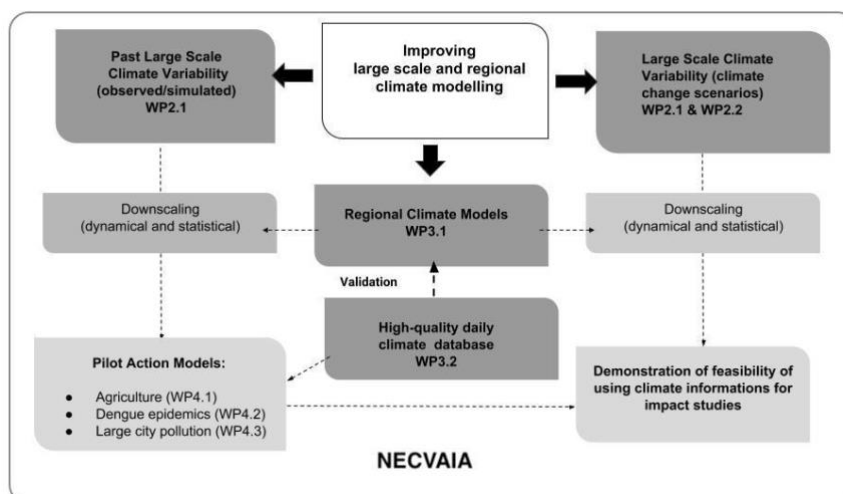 Past Large Scale
Climate Variability
(observed/simulated)
WP2.1
Improving
large scale and regional
climate modelling
Large Scale Climate
Variability (climate
change scenarios)
WP2.1 & WP2.2
Downscaling
(dynamical and statistical)
Regional Climate Models
WP3.1
Downscaling
(dynamical and statistical)
Validation
High-quality daily
climate database
WP3.2
Pilot Action Models:
● Agriculture (WP4.1)
● Dengue epidemics (WP4.2)
● Large city pollution (WP4.3)
Demonstration of feasibility of
using climate informations for
impact studies
NECVAIA